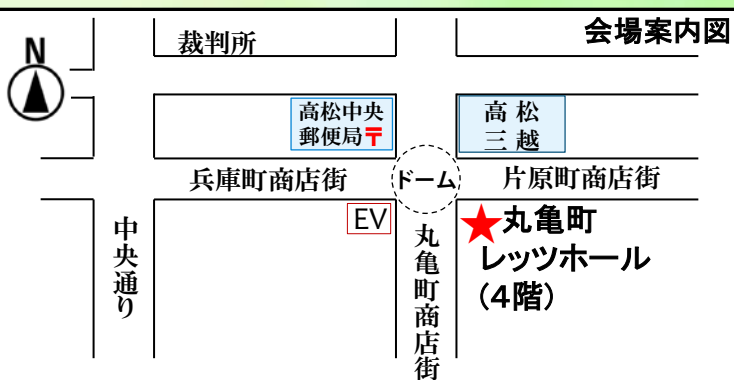 会場案内図
N
裁判所
高松中央
郵便局〒
高松
三越
兵庫町商店街
ドーム
片原町商店街
中央通り
EV
丸亀町商店街
★丸亀町
レッツホール
(4階)